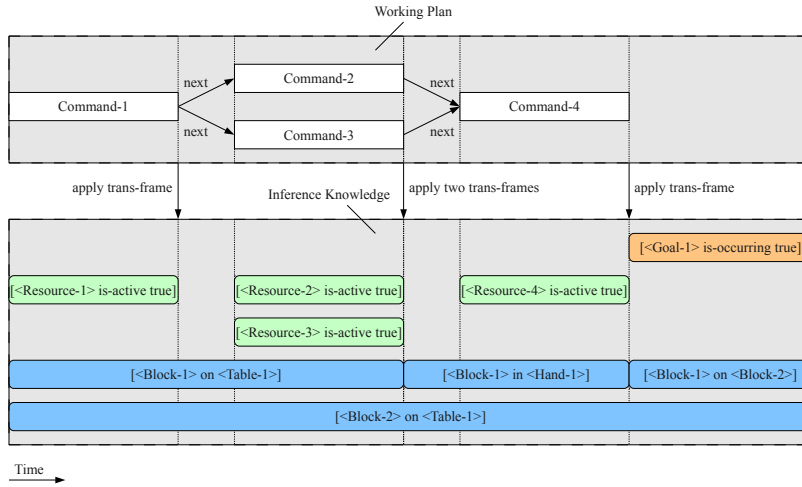 Working Plan
Command-1
next
next
Command-2
Command-3
next
next
Command-4
apply trans-frame
apply two trans-frames
apply trans-frame
Inference Knowledge
[<Goal-1> is-occurring true]
[<Resource-1> is-active true]
[<Resource-2> is-active true]
[<Resource-4> is-active true]
[<Resource-3> is-active true]
[<Block-1> on <Table-1>]
[<Block-1> in <Hand-1>]
[<Block-1> on <Block-2>]
[<Block-2> on <Table-1>]
Time